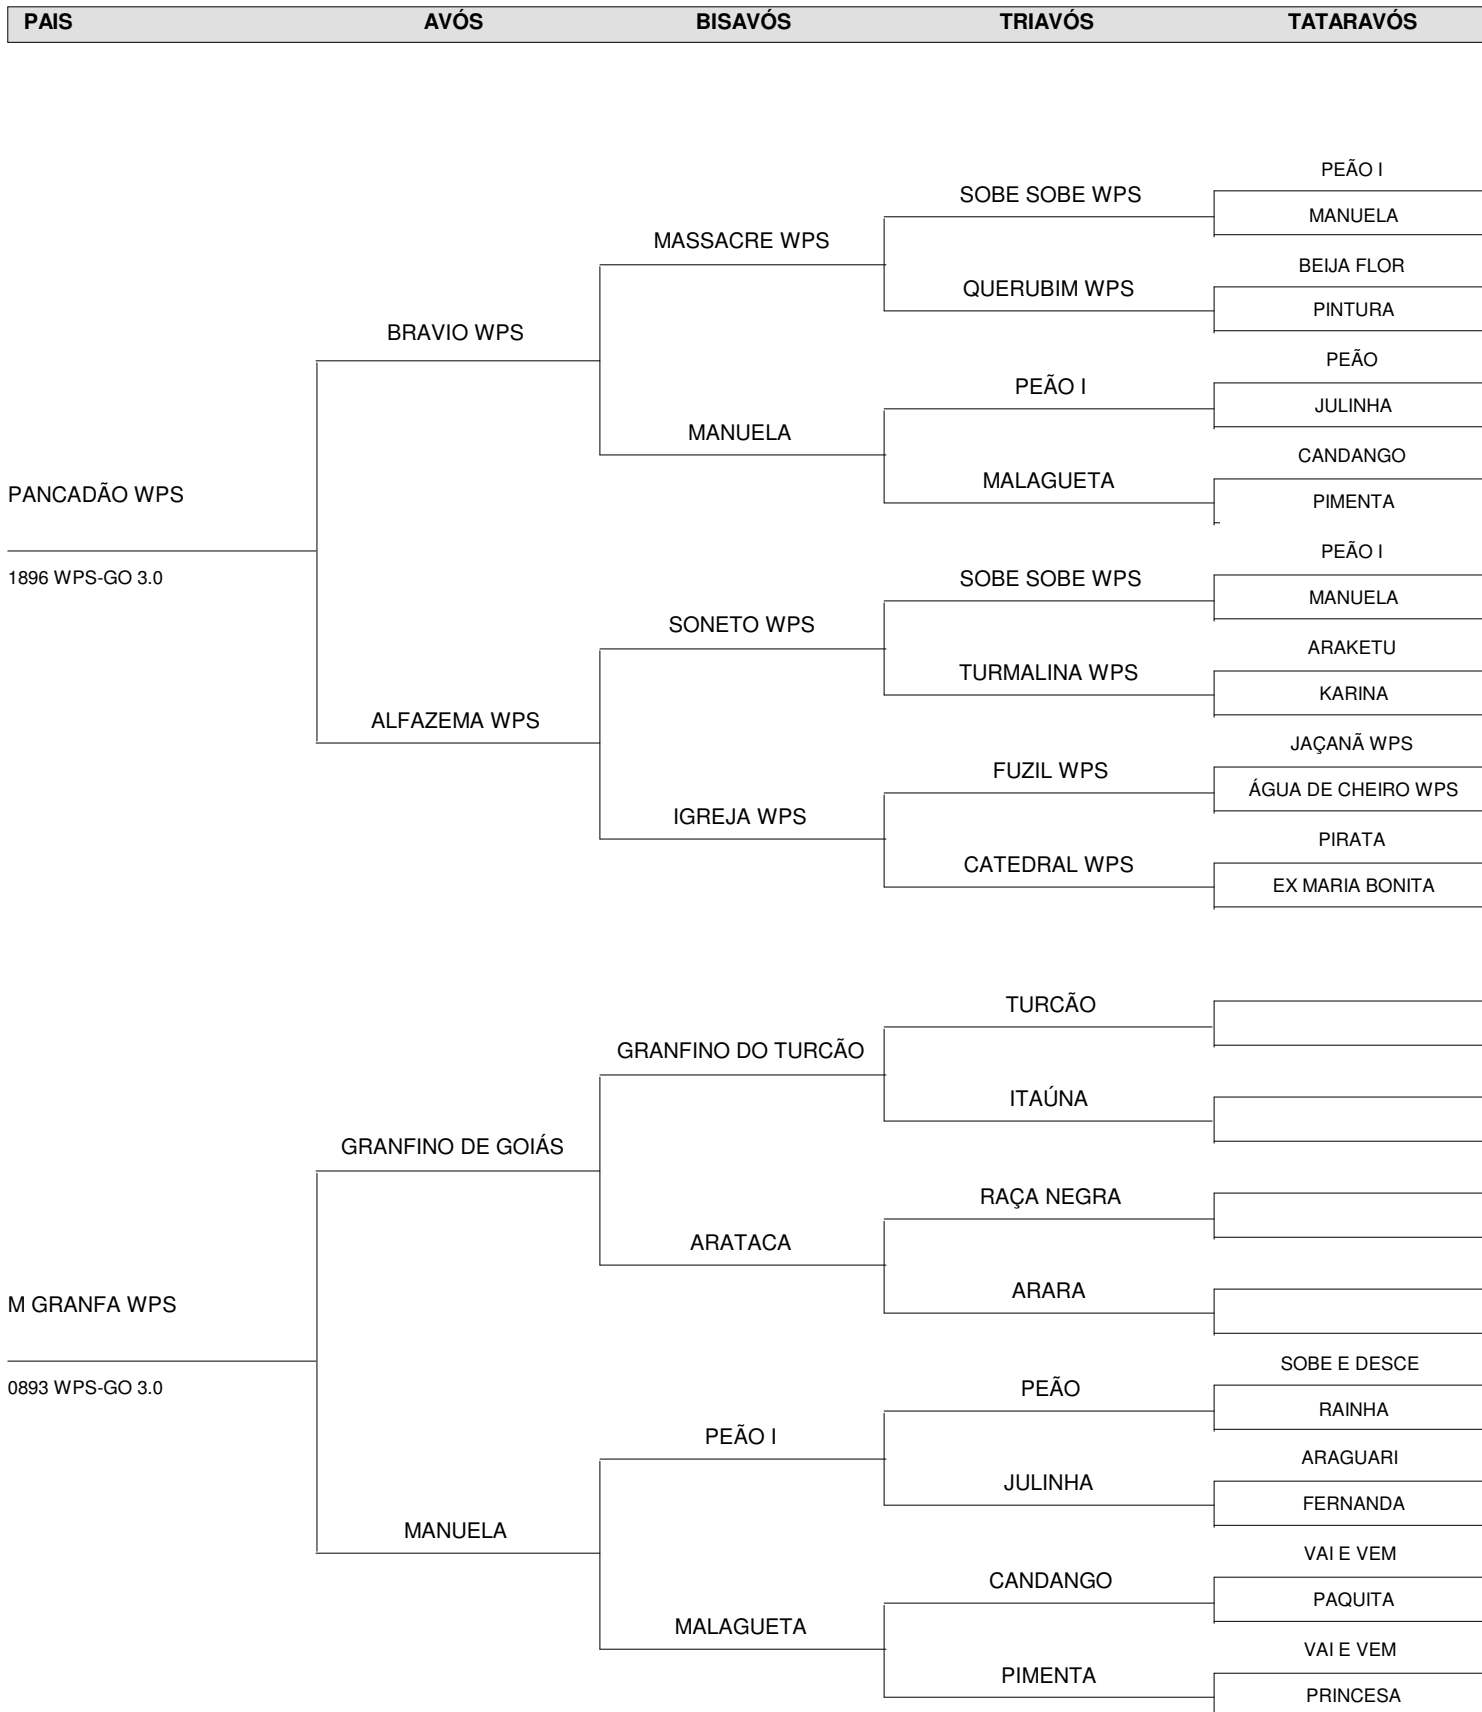 PAIS AVÓS BISAVÓS TRIAVÓS TATARAVÓS
PEÃO I
SOBE SOBE WPS
MANUELA
MASSACRE WPS
BEIJA FLOR
QUERUBIM WPS
PINTURA
BRAVIO WPS
PEÃO
PEÃO I
JULINHA
MANUELA
CANDANGO
MALAGUETA
PANCADÃO WPS
PIMENTA
PEÃO I
1896 WPS-GO 3.0
SOBE SOBE WPS
MANUELA
SONETO WPS
ARAKETU
TURMALINA WPS
KARINA
ALFAZEMA WPS
JAÇANÃ WPS
FUZIL WPS
ÁGUA DE CHEIRO WPS
IGREJA WPS
PIRATA
CATEDRAL WPS
EX MARIA BONITA
TURCÃO
GRANFINO DO TURCÃO
ITAÚNA
GRANFINO DE GOIÁS
RAÇA NEGRA
ARATACA
ARARA
M GRANFA WPS
SOBE E DESCE
0893 WPS-GO 3.0
PEÃO
RAINHA
PEÃO I
ARAGUARI
JULINHA
FERNANDA
MANUELA
VAI E VEM
CANDANGO
PAQUITA
MALAGUETA
VAI E VEM
PIMENTA
PRINCESA